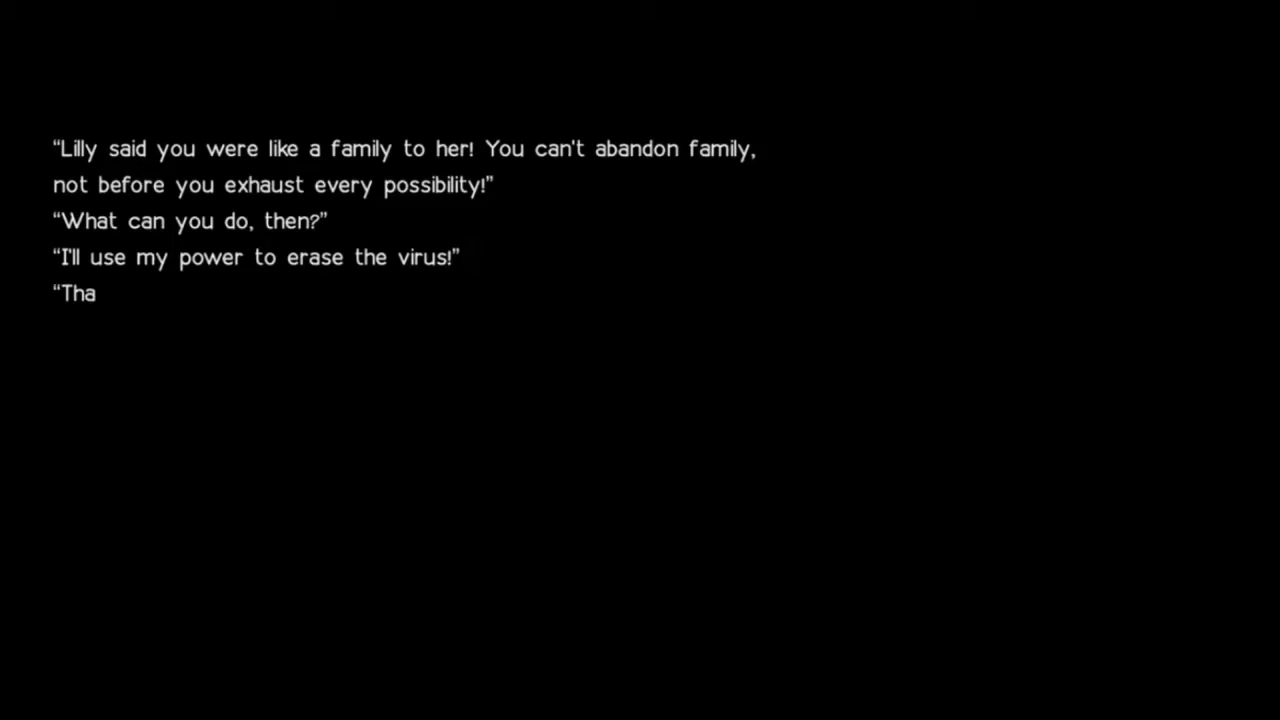 “Lilly said you were like a family to her! You can't abandon family,
not before you exhaust every possibility!”
“What can you do, then?”
“I'll use my power to erase the virus!”
“Tha